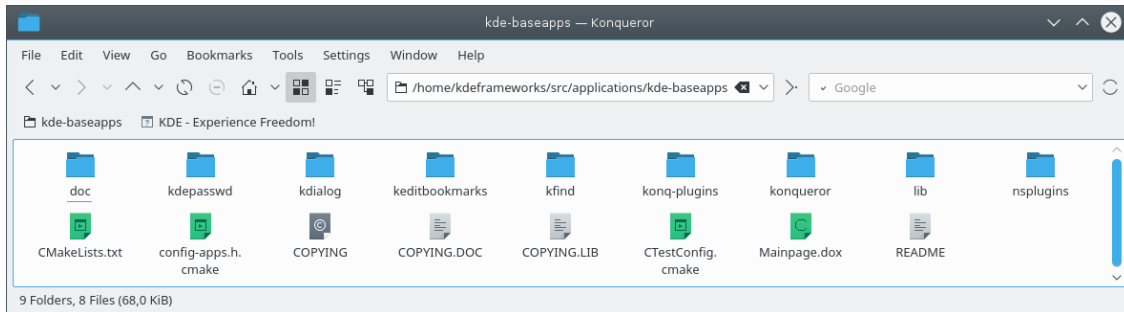 kde-baseapps — Konqueror
File Edit View Go Bookmarks Tools Settings Window Help
/home/kdeframeworks/src/applications/kde-baseapps Google
kde-baseapps KDE - Experience Freedom!
doc kdepasswd kdialog keditbookmarks kfind konq-plugins konqueror lib nsplugins
CMakeLists.txt config-apps.h. COPYING COPYING.DOC COPYING.LIB CTestConfig. Mainpage.dox README
cmake cmake
9 Folders, 8 Files (68,0 KiB)